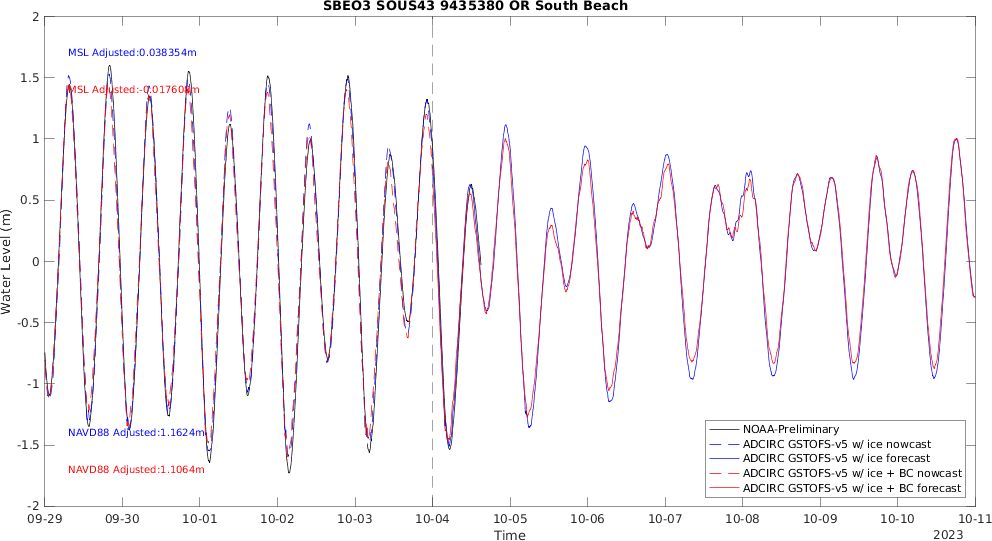 SBEO3 SOUS43 9435380 OR South Beach
2
1.5
1
0.5
0
-0.5
-1
-1.5
-2
Water Level (m)
MSL Adjusted:0.038354m
MSL Adjusted:-0.017608m
NAVD88 Adjusted:1.1624m
NAVD88 Adjusted:1.1064m
NOAA-Preliminary
ADCIRC GSTOFS-v5 w/ ice nowcast
ADCIRC GSTOFS-v5 w/ ice forecast
ADCIRC GSTOFS-v5 w/ ice + BC nowcast
ADCIRC GSTOFS-v5 w/ ice + BC forecast
09-29 09-30 10-01 10-02 10-03 10-04 10-05 10-06 10-07 10-08 10-09 10-10 10-11
Time
2023